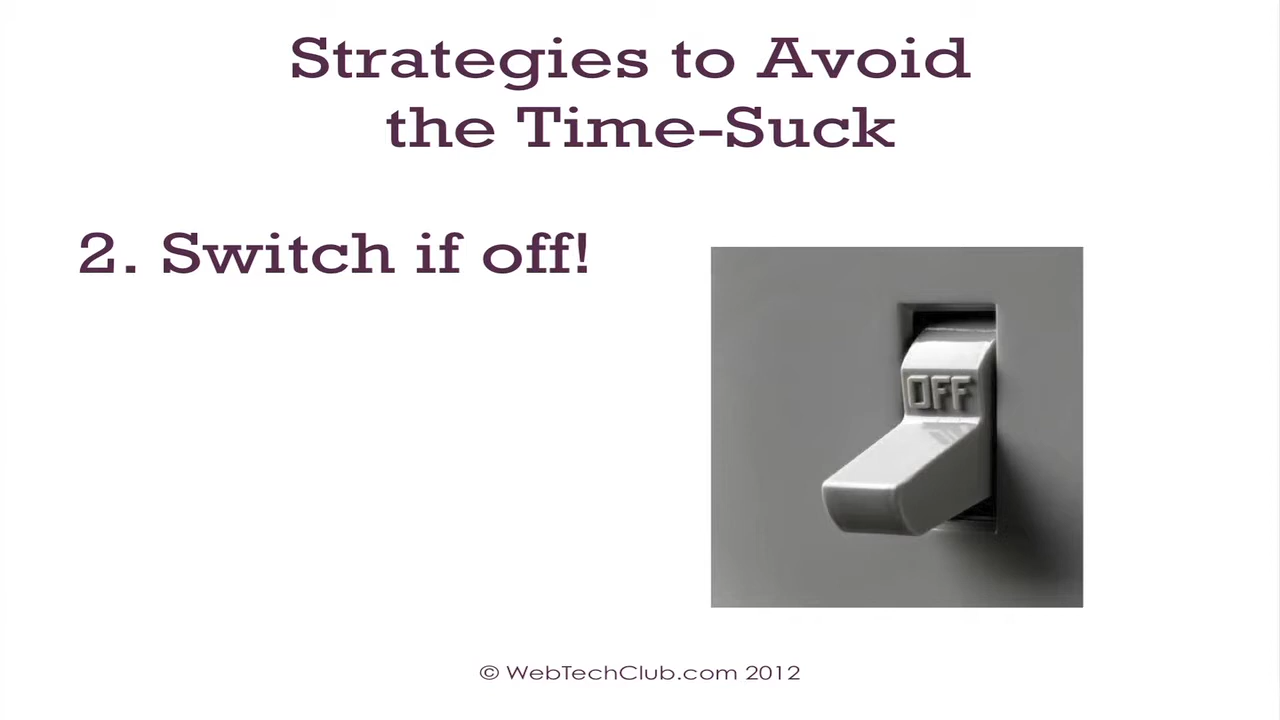 Strategies to Avoid
the Time-Suck
2. Switch if off!
OFF
© WebTechClub.com 2012